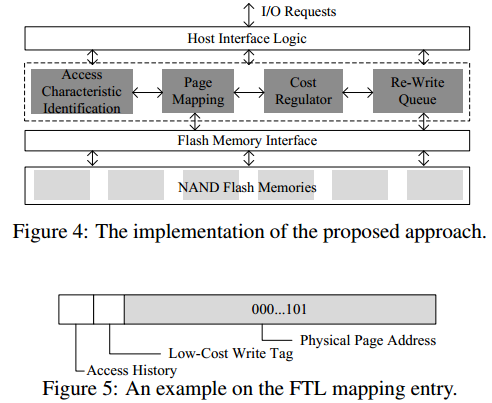 I/O Requests
Host Interface Logic
Access
Characteristic
Identification
Page
Mapping
Cost
Regulator
Re-Write
Queue
Flash Memory Interface
NAND Flash Memories
Figure 4: The implementation of the proposed approach.
000...101
Physical Page Address
Low-Cost Write Tag
Access History
Figure 5: An example on the FTL mapping entry.